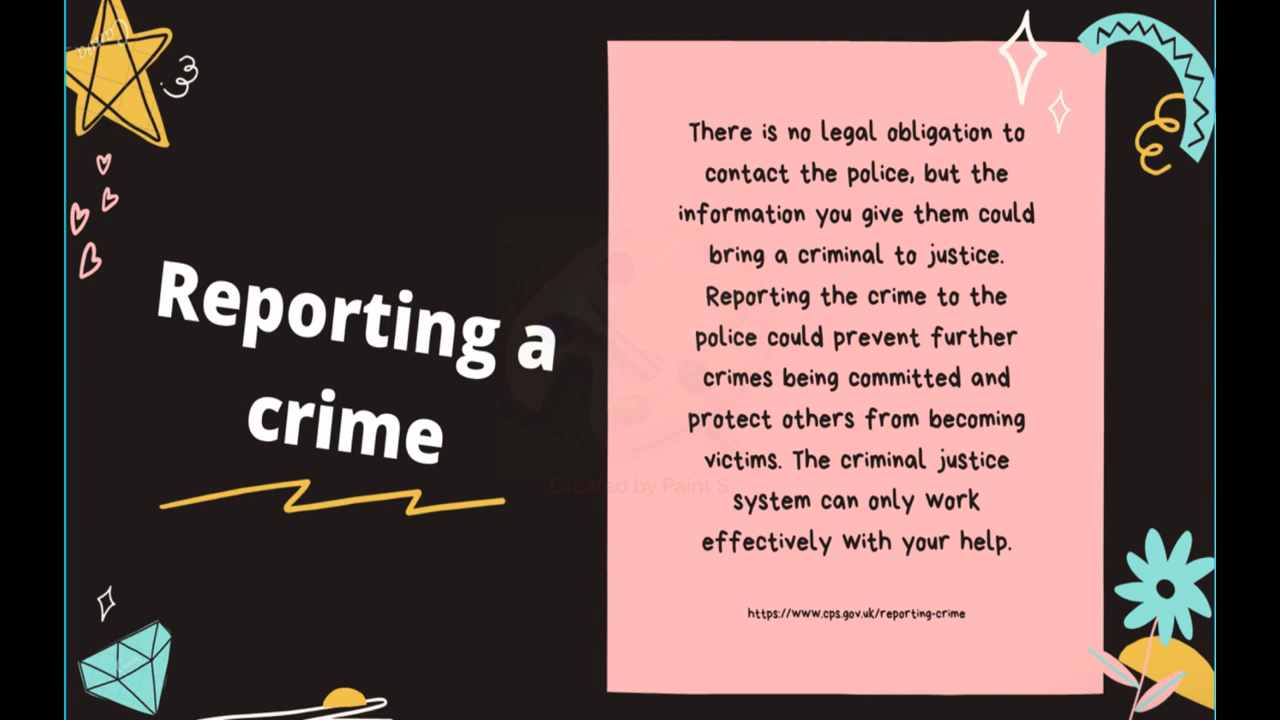 Reporting a
crime
There is no legal obligation to
contact the police, but the
information you give them could
bring a criminal to justice.
Reporting the crime to the
police could prevent further
crimes being committed and
protect others from becoming
victims. The criminal justice
system can only work
effectively with your help.
https://www.cps.gov.uk/reporting-crime
Created by Paint S